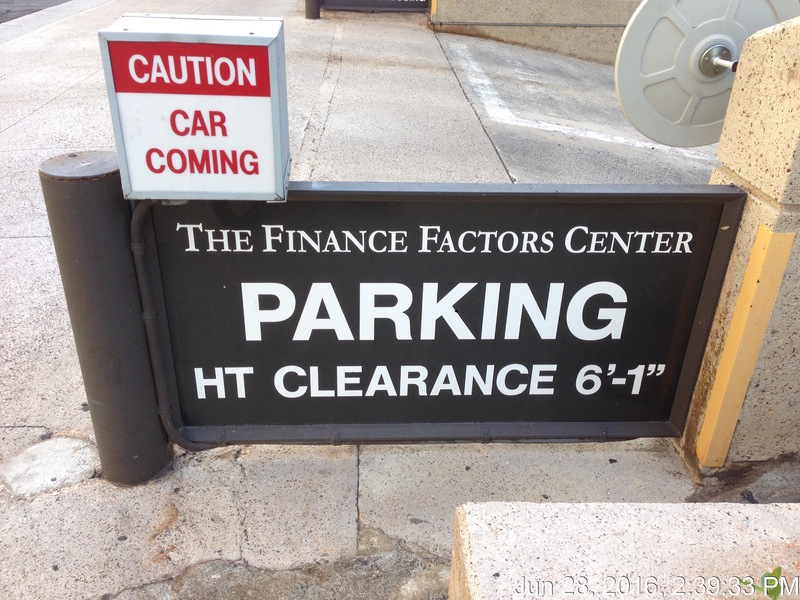 CAUTION
CAR
COMING
THE FINANCE FACTORS CENTER
PARKING
HT CLEARANCE 6'-1"
Jun 28, 2016, 2:39:33 PM